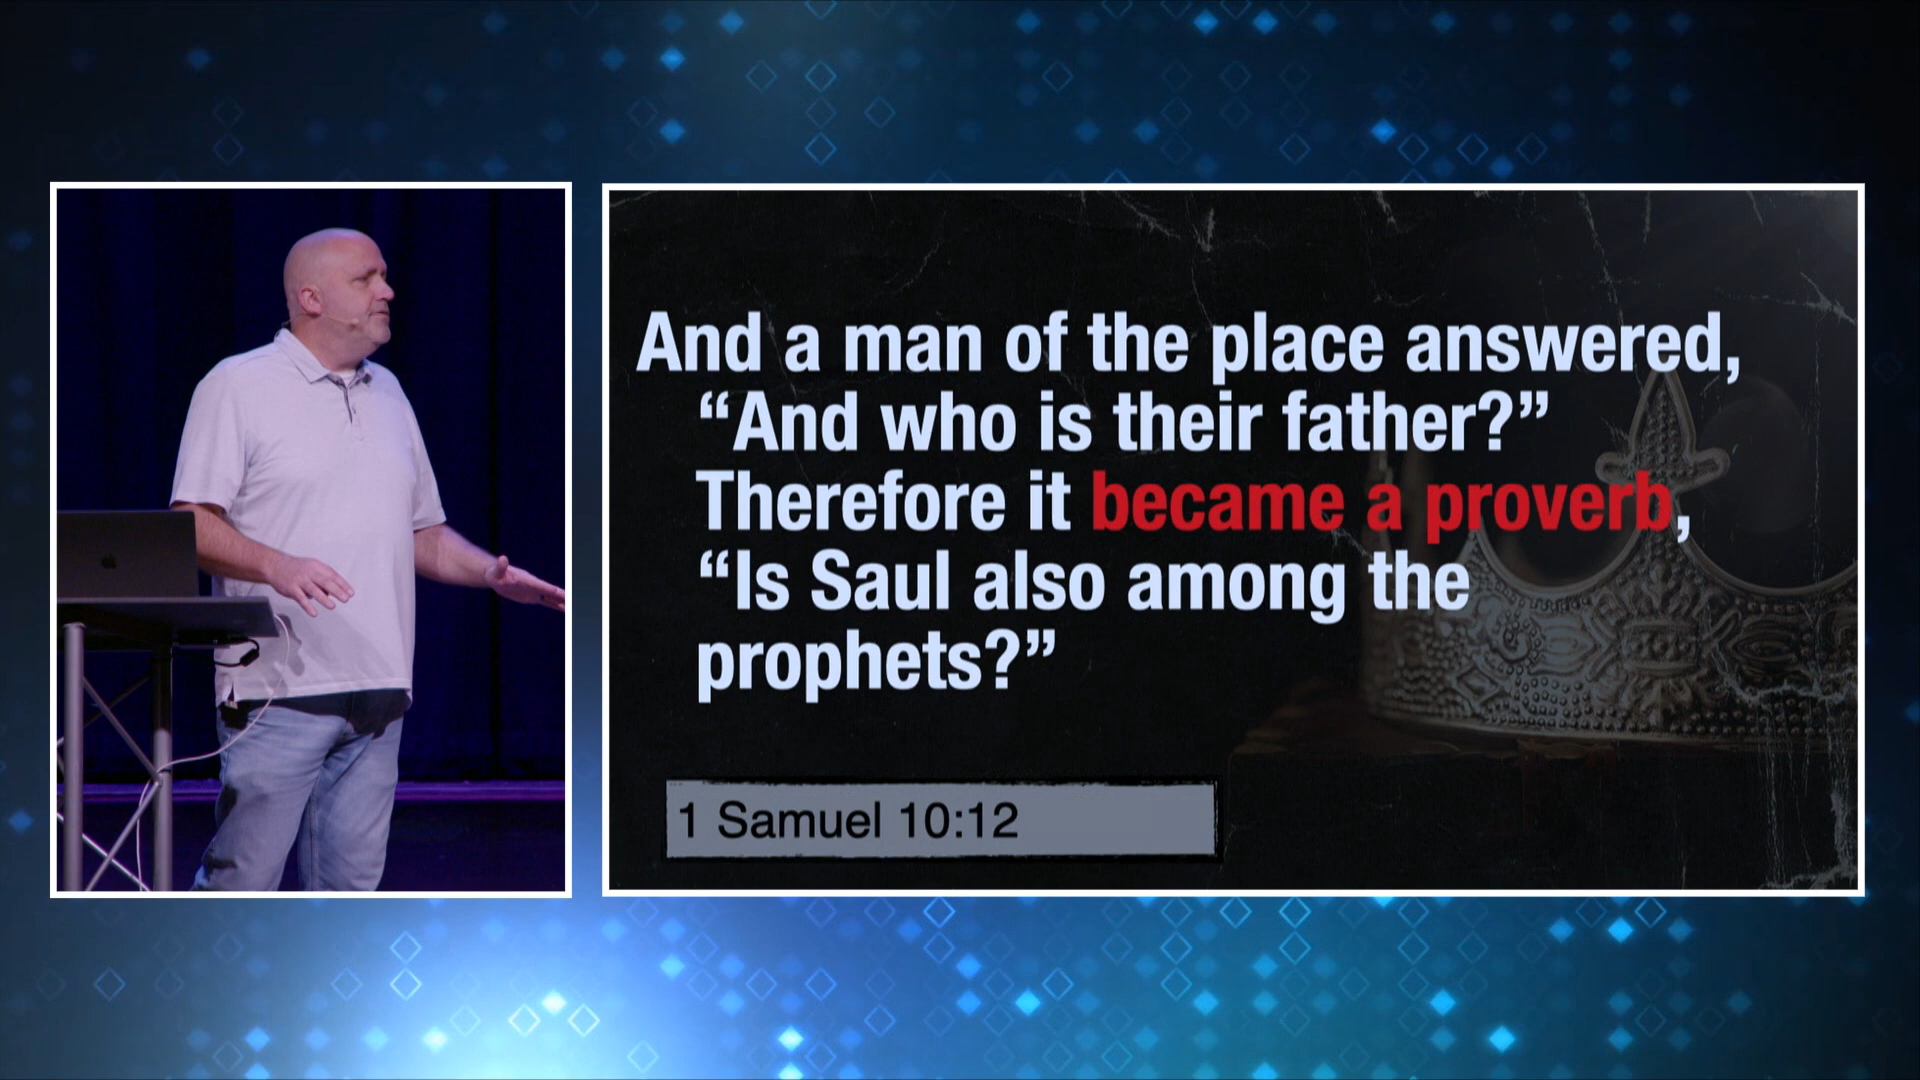 And a man of the place answered,
“And who is their father?”
Therefore it became a proverb,
“Is Saul also among the
prophets?”
1 Samuel 10:12